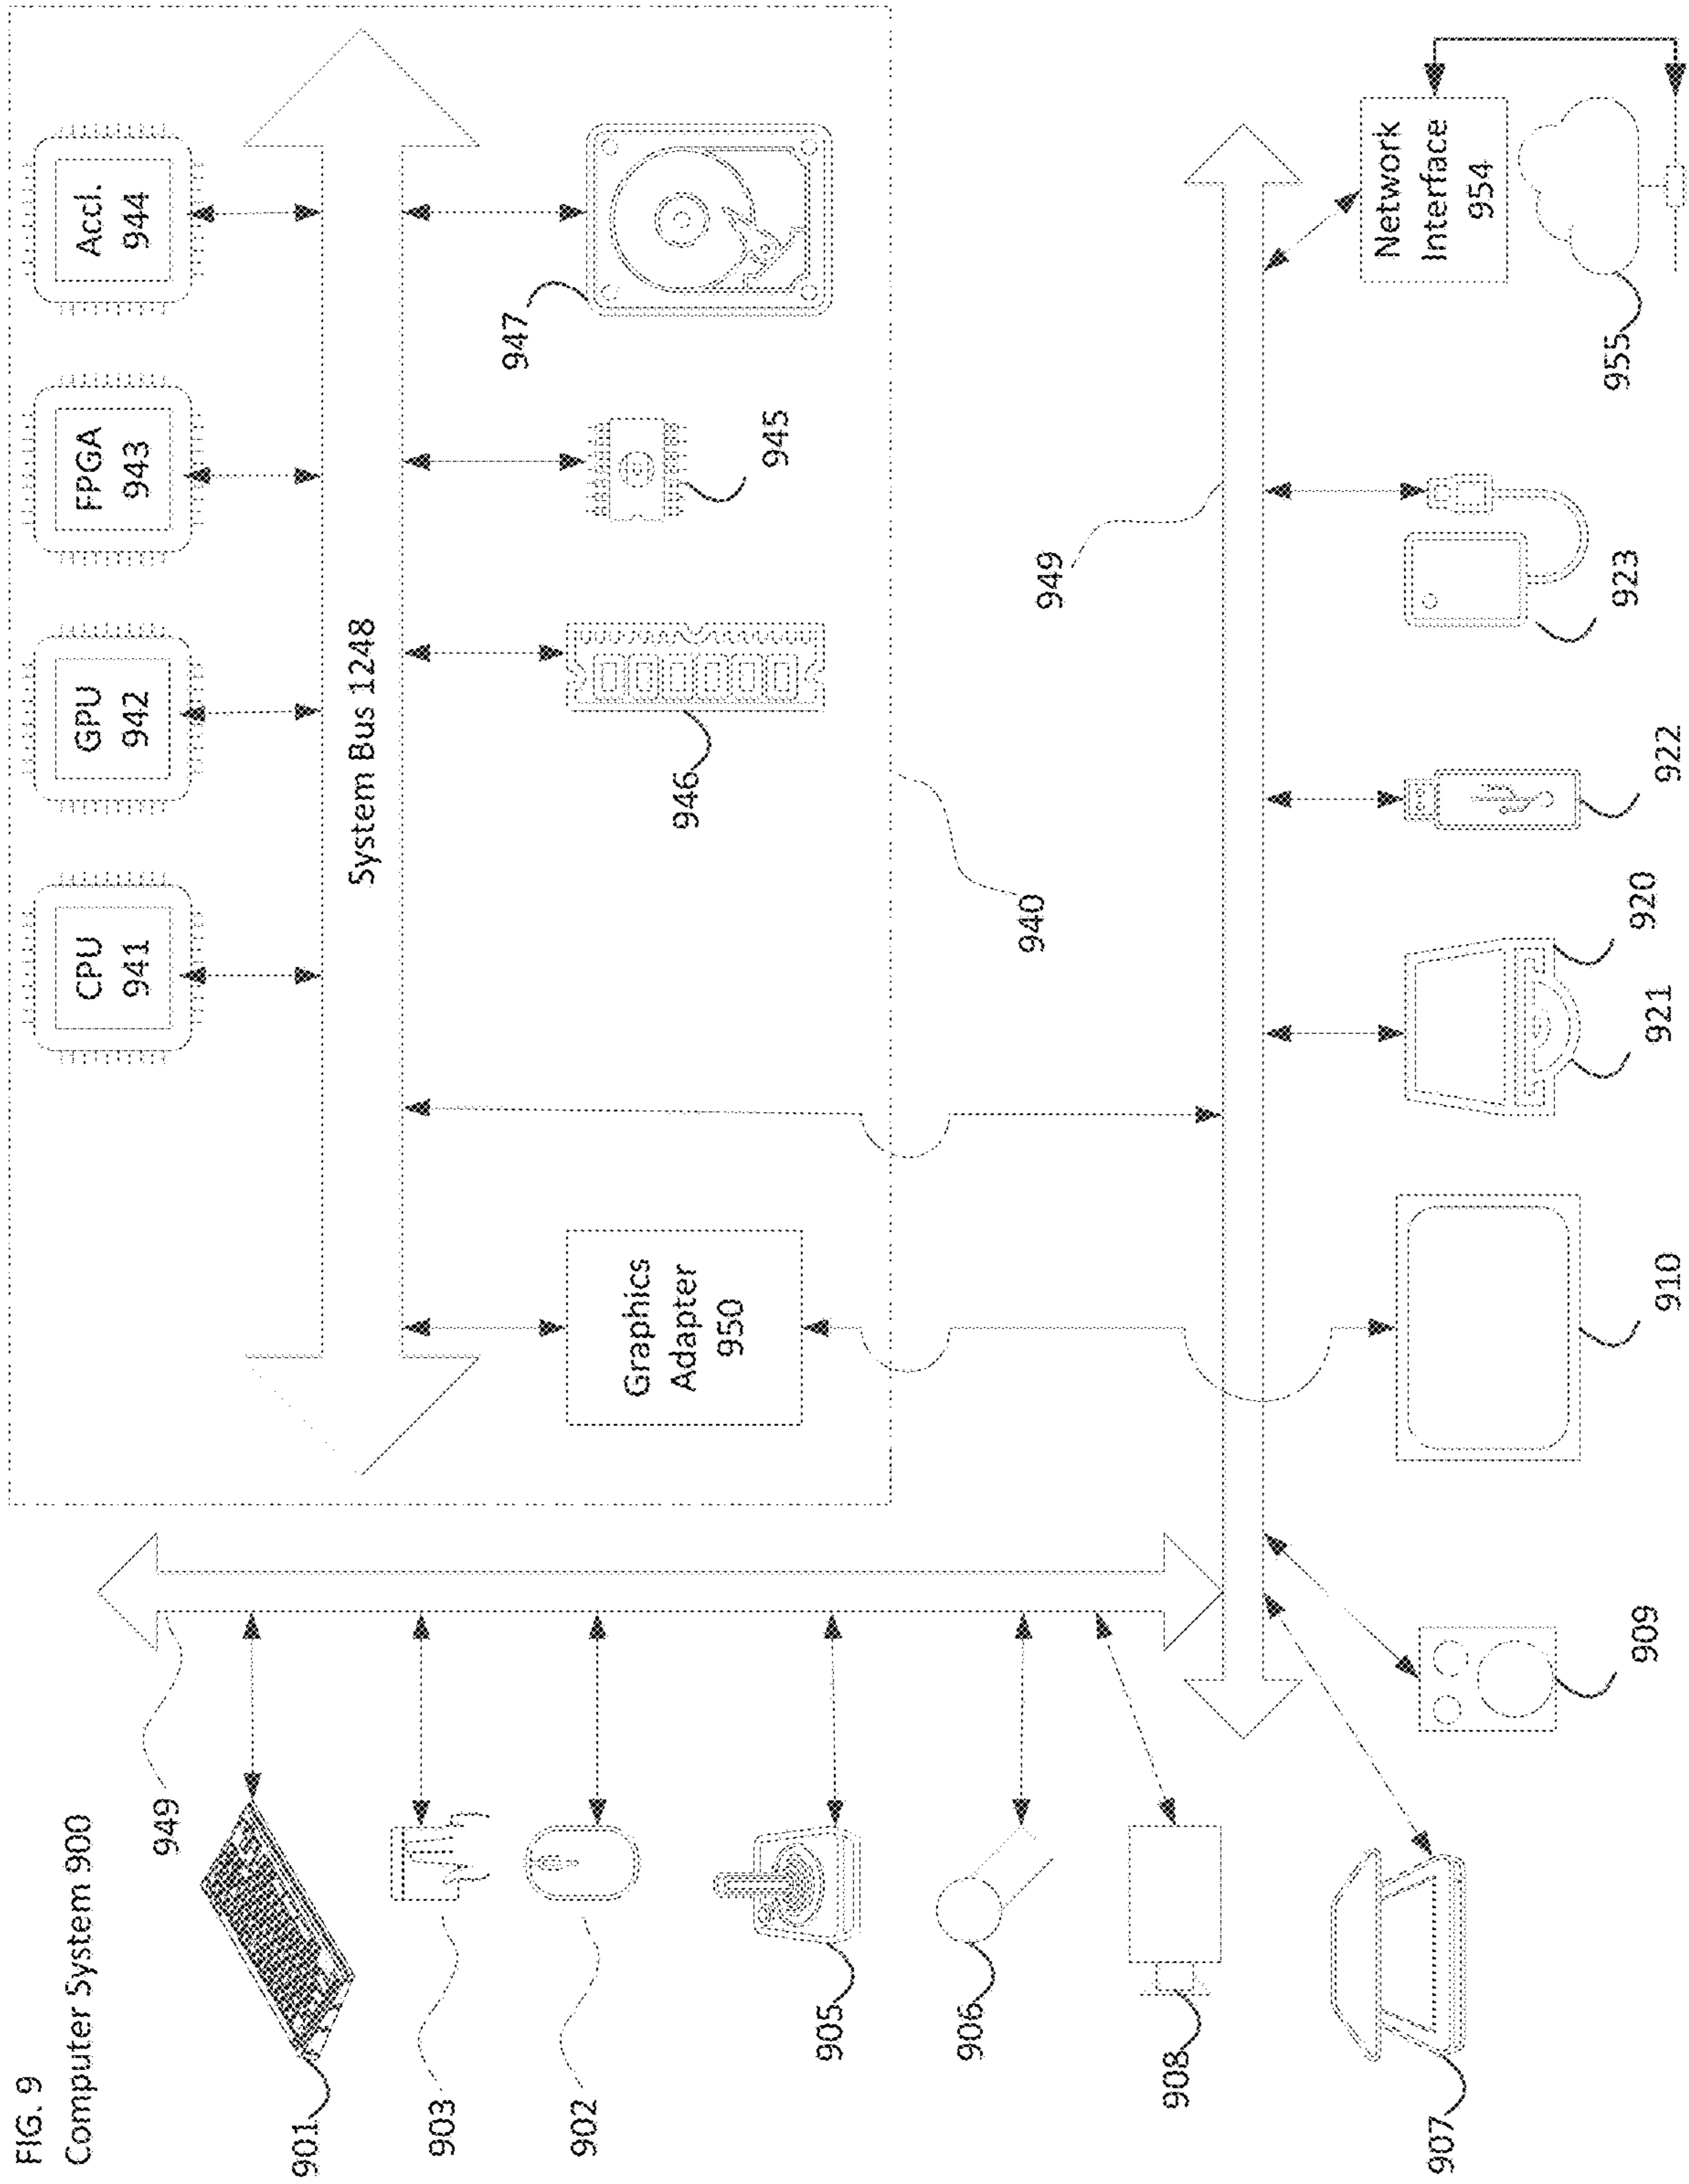 FIG. 9
Computer System 900
901
949
903
902
905
906
908
907
CPU
941
GPU
942
FPGA
943
Accl.
944
System Bus 1248
Graphics
Adapter
950
946
945
947
940
949
909
910
921
920
922
923
955
Network
Interface
954